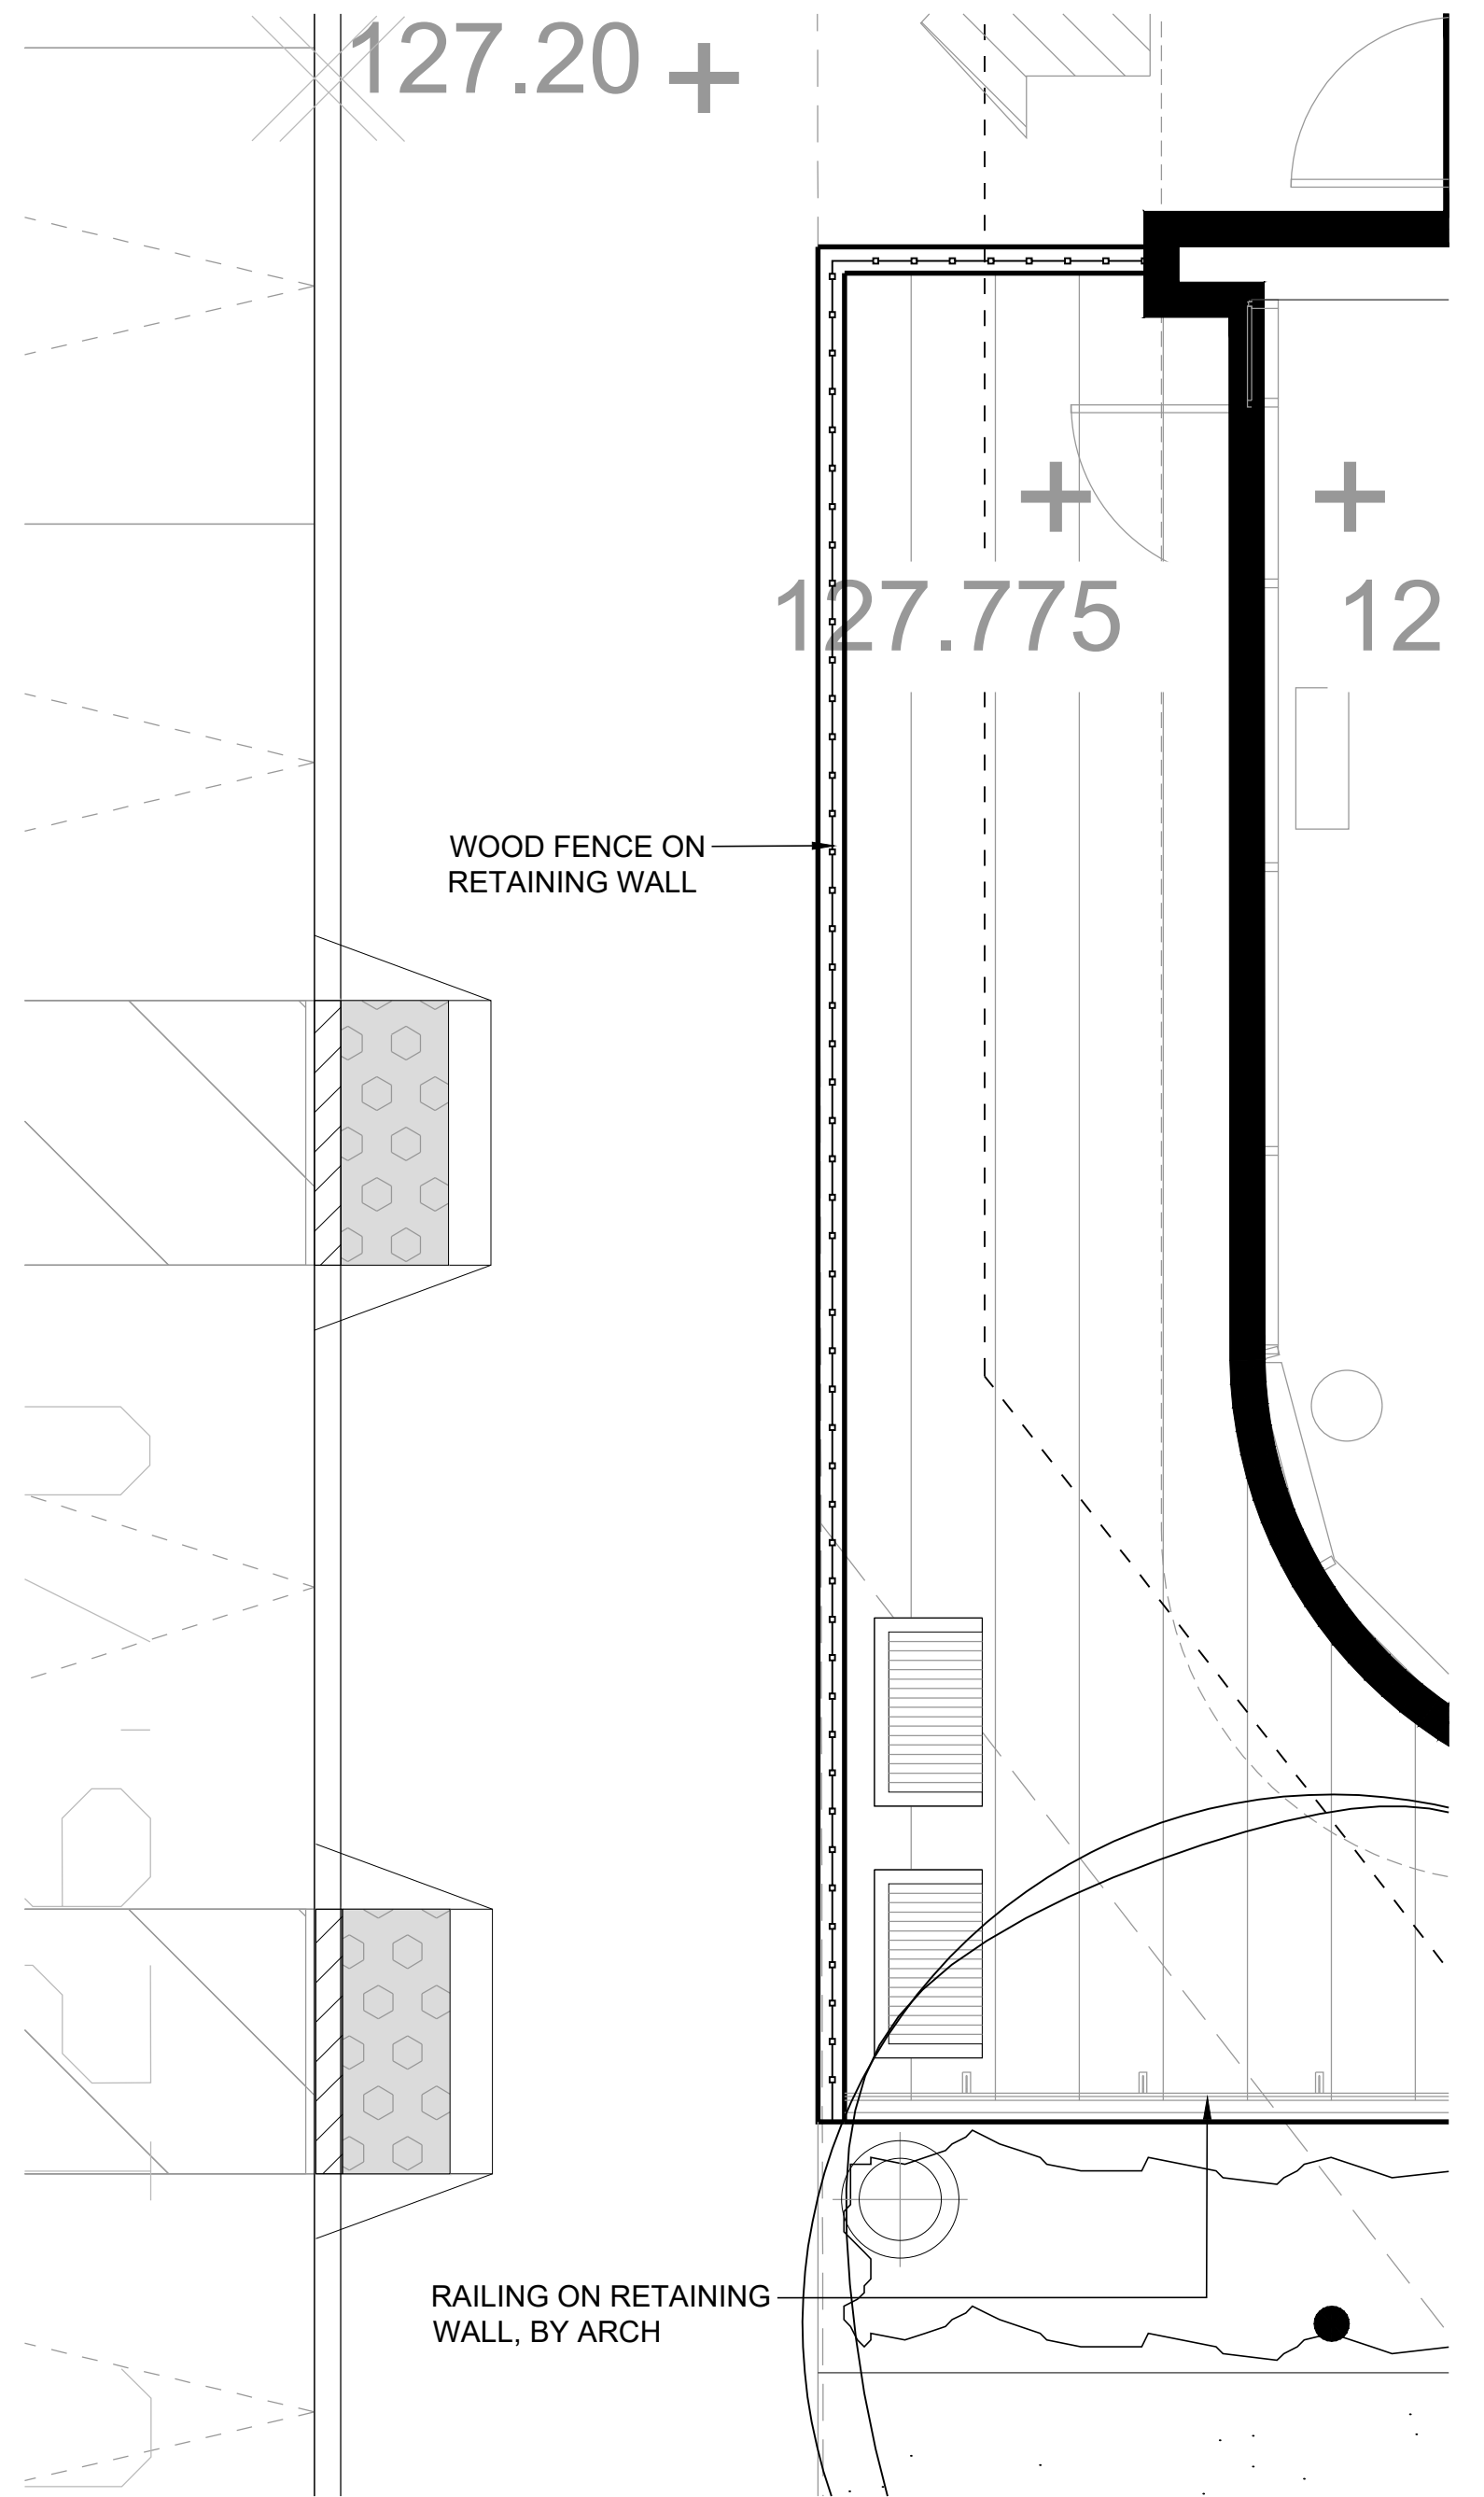 127.20
127.775
12
WOOD FENCE ON
RETAINING WALL
RAILING ON RETAINING
WALL, BY ARCH